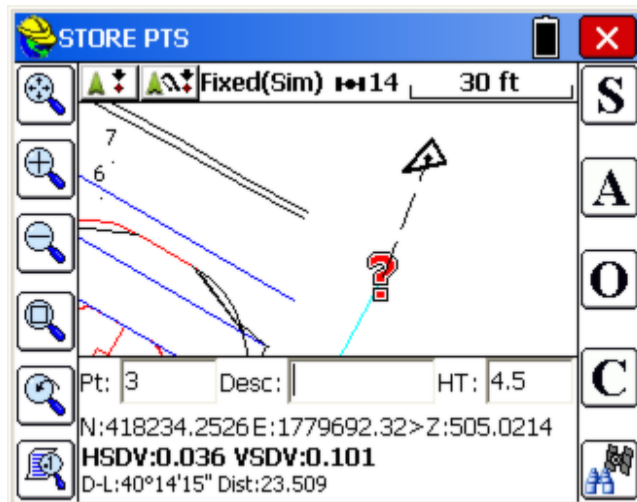 STORE PTS
Fixed(Sim) 14 30 ft
S
7
6
A
?
O
Pt: 3 Desc: HT: 4.5
C
N:418234.2526 E:1779692.32>Z:505.0214
HSDV:0.036 VSDV:0.101
D-L:40°14'15" Dist:23.509